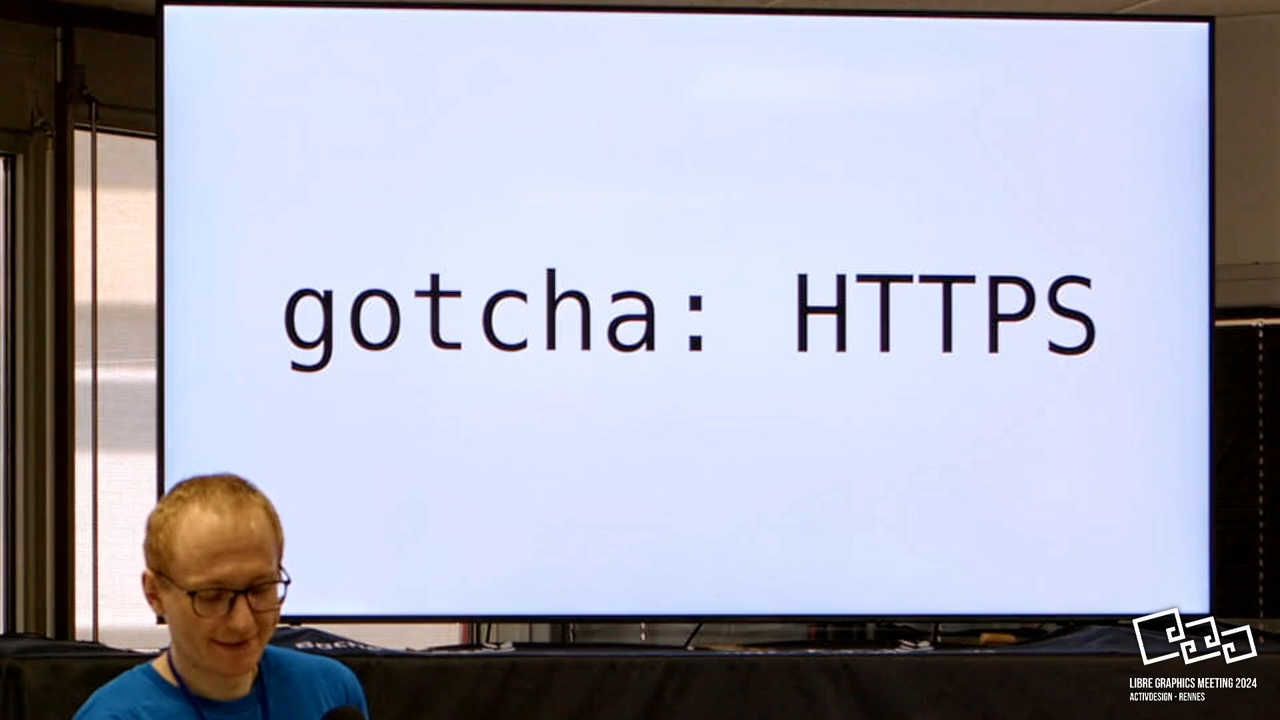 gotcha: HTTPS
LIBRE GRAPHICS MEETING 2024
ACTIVDESIGN - RENNES